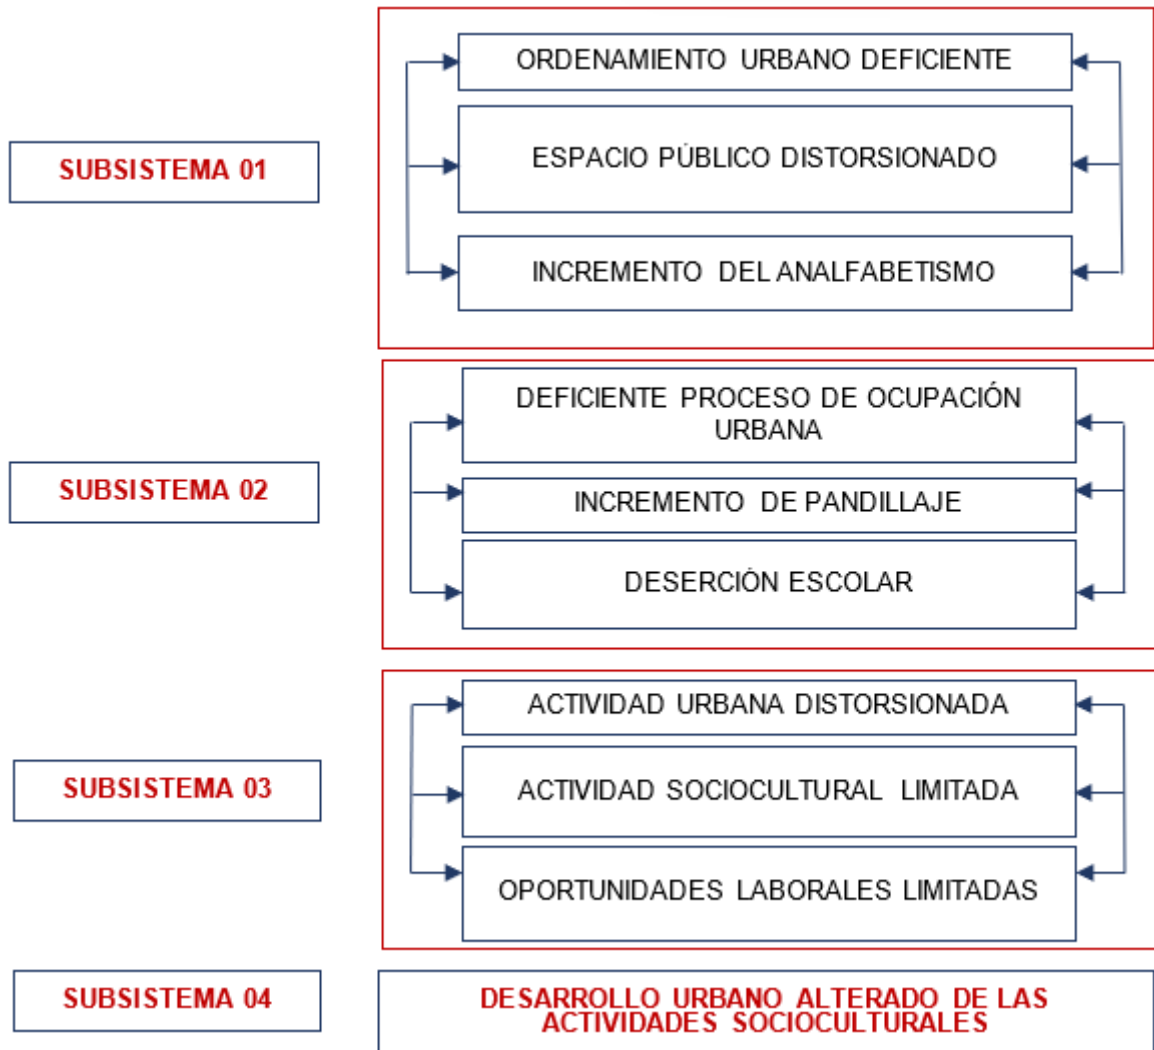 SUBSISTEMA 01
ORDENAMIENTO URBANO DEFICIENTE
ESPACIO PÚBLICO DISTORSIONADO
INCREMENTO DEL ANALFABETISMO
SUBSISTEMA 02
DEFICIENTE PROCESO DE OCUPACIÓN
URBANA
INCREMENTO DE PANDILLAJE
DESERCIÓN ESCOLAR
SUBSISTEMA 03
ACTIVIDAD URBANA DISTORSIONADA
ACTIVIDAD SOCIOCULTURAL LIMITADA
OPORTUNIDADES LABORALES LIMITADAS
SUBSISTEMA 04
DESARROLLO URBANO ALTERADO DE LAS
ACTIVIDADES SOCIOCULTURALES